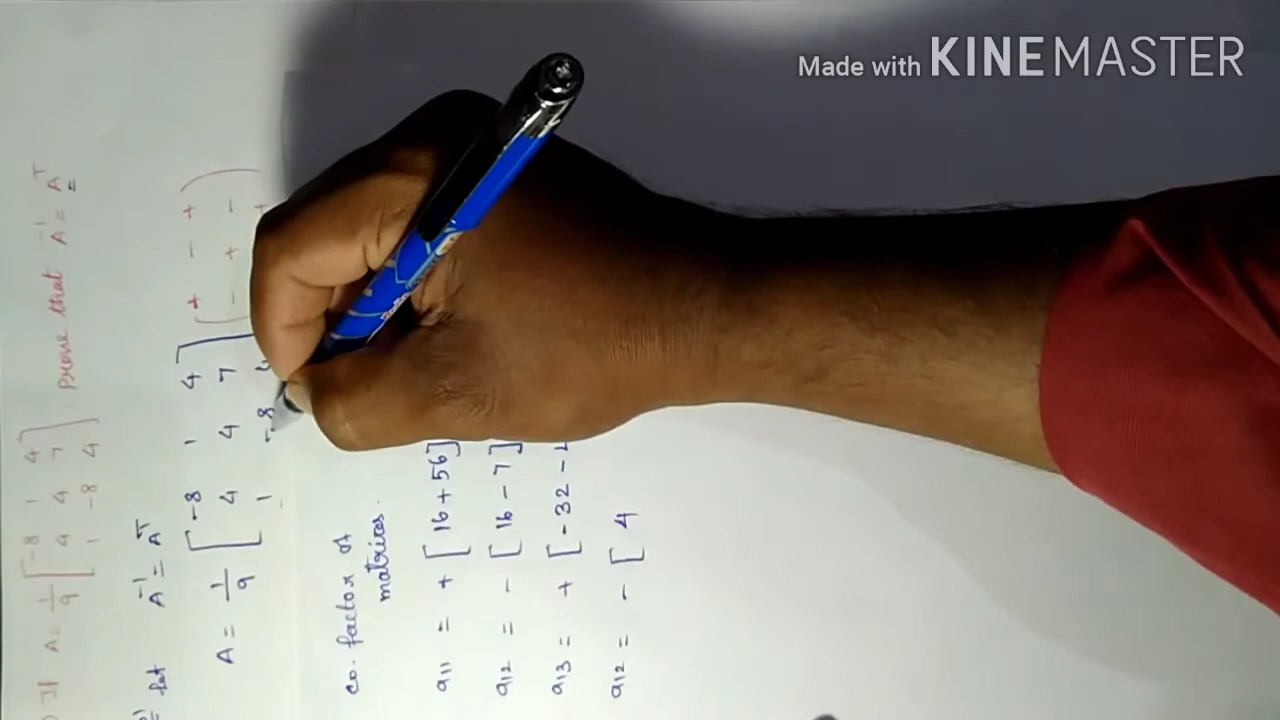 Made with KINEMASTER
If A = 1/9 [ -8 1 4
4 4 7
1 -8 4 ] prove that A⁻¹ = Aᵀ
let A⁻¹ = Aᵀ
A = 1/9 [ -8 1 4
4 4 7
1 -8 ] ( + - +
- + -
+
co. factor of
matrices.
a11 = + [ 16 + 56 ]
a12 = - [ 16 - 7 ]
a13 = + [ -32 -
a12 = - [ 4